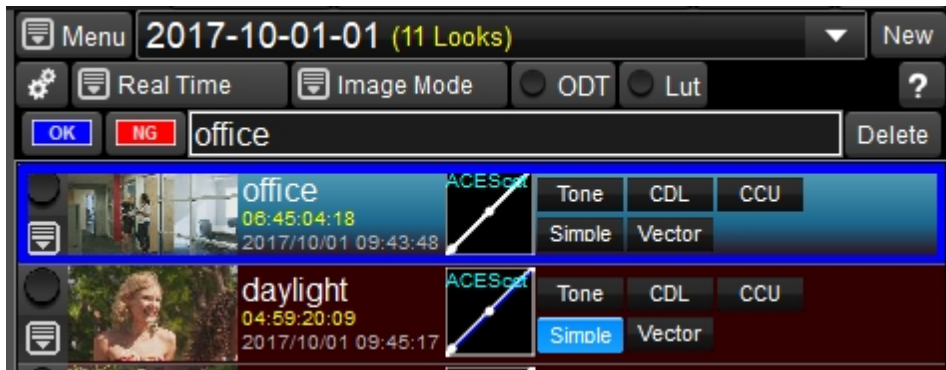 Menu 2017-10-01-01 (11 Looks) New
Real Time Image Mode ODT Lut ?
OK NG office Delete
office ACEScct Tone CDL CCU
06:45:04:18 Simple Vector
2017/10/01 09:43:48
daylight ACEScct Tone CDL CCU
04:59:20:09 Simple Vector
2017/10/01 09:45:17